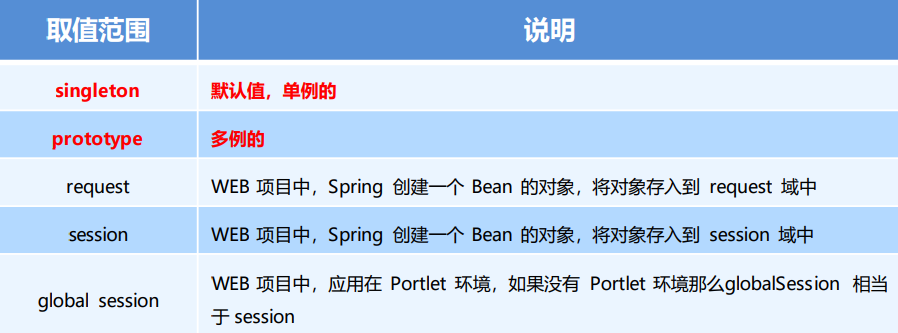 取值范围 说明
singleton 默认值，单例的
prototype 多例的
request WEB 项目中，Spring 创建一个 Bean 的对象，将对象存入到 request 域中
session WEB 项目中，Spring 创建一个 Bean 的对象，将对象存入到 session 域中
global session WEB 项目中，应用在 Portlet 环境，如果没有 Portlet 环境那么globalSession 相当
于 session